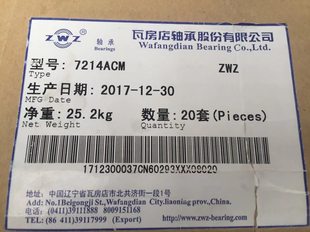 ZWZ
轴承
Bearings
瓦房店轴承股份有限公司
Wafangdian Bearing Co.,Ltd.
型号: 7214ACM ZWZ
Type
生产日期: 2017-12-30
MFG Date
净重: 25.2kg 数量: 20套(Pieces)
Net Weight Quantity
1712300037CN60293XXX08020
地址: 中国辽宁省瓦房店市北共济街一段1号
Add: No.1Beigongji St.,Wafangdian City.liaoning prov.,China.
电话: (0411)39111888 8009151168
Tel: (86 411)39117999 (Export) www.zwz-bearing.com